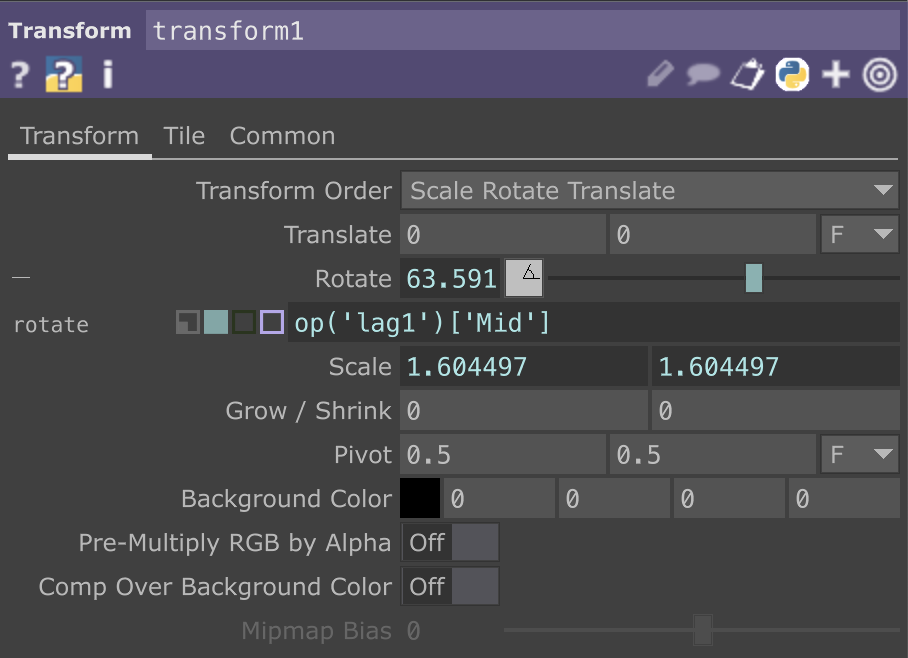 Transform transform1
? ? i
Transform Tile Common
Transform Order Scale Rotate Translate
Translate 0 0 F
Rotate 63.591
rotate op('lag1')['Mid']
Scale 1.604497 1.604497
Grow / Shrink 0 0
Pivot 0.5 0.5 F
Background Color 0 0 0 0
Pre-Multiply RGB by Alpha Off
Comp Over Background Color Off
Mipmap Bias 0